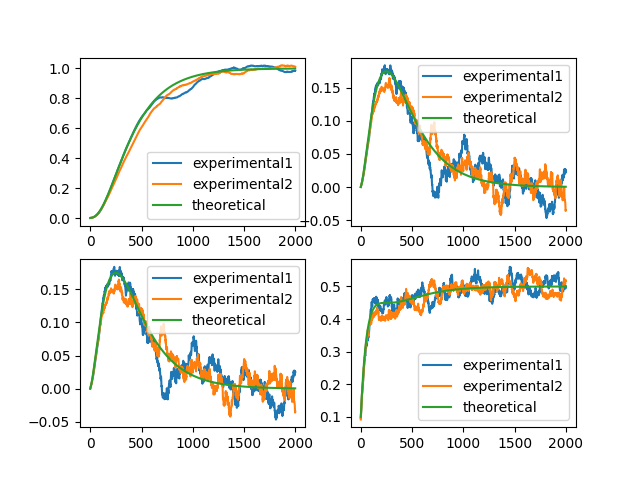 1.0
0.8
0.6
0.4
0.2
0.0
experimental1
experimental2
theoretical
0 500 1000 1500 2000
0.15
0.10
0.05
0.00
−0.05
experimental1
experimental2
theoretical
0 500 1000 1500 2000
0.15
0.10
0.05
0.00
−0.05
experimental1
experimental2
theoretical
0 500 1000 1500 2000
0.5
0.4
0.3
0.2
0.1
experimental1
experimental2
theoretical
0 500 1000 1500 2000